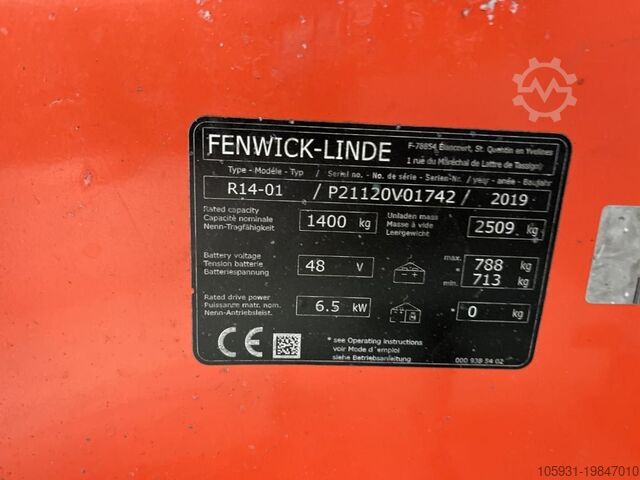 FENWICK-LINDE
F-78854 Élancourt, St. Quentin en Yvelines
1 rue du Maréchal de Lattre de Tassigny
Type - Modèle - Typ / Serial no. - No. de série - Serien-Nr. / year - année - Baujahr
R14-01 / P21120V01742 / 2019
Rated capacity
Capacité nominale
Nenn-Tragfähigkeit
1400 kg
Unladen mass
Masse à vide
Leergewicht
2509 kg
Battery voltage
Tension batterie
Batteriespannung
48 V
max. 788 kg
*
min. 713 kg
Rated drive power
Puissance motr. nom.
Nenn-Antriebsleist.
6.5 kW
0 kg
CE
* see Operating instructions
voir Mode d'emploi
siehe Betriebsanleitung
000 938 54 02
105931-19847010